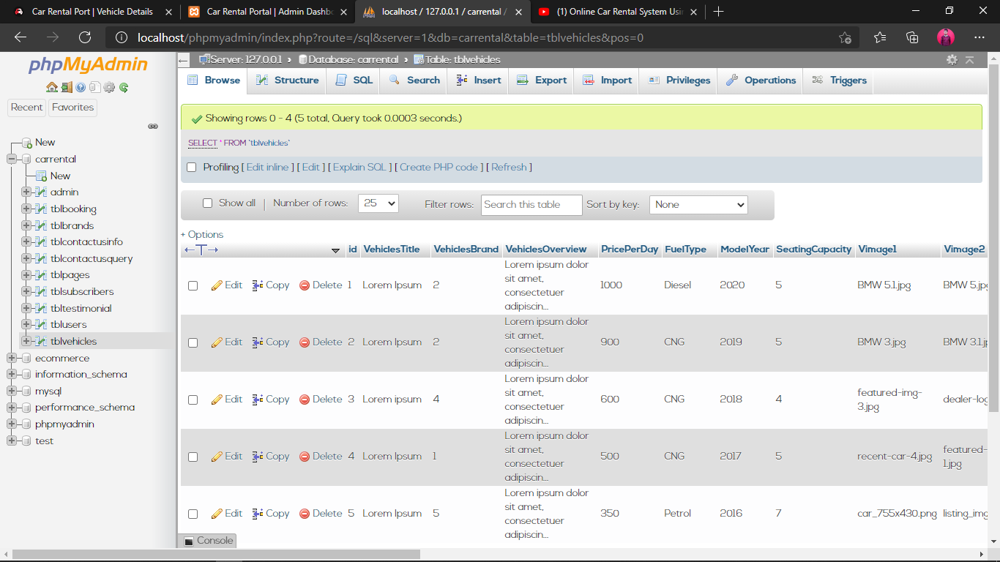 Car Rental Port | Vehicle Details
Car Rental Portal | Admin Dashbo
localhost / 127.0.0.1 / carrental /
(1) Online Car Rental System Usi
localhost/phpmyadmin/index.php?route=/sql&server=1&db=carrental&table=tblvehicles&pos=0
phpMyAdmin
Recent Favorites
New
carrental
New
admin
tblbooking
tblbrands
tblcontactusinfo
tblcontactusquery
tblpages
tblsubscribers
tbltestimonial
tblusers
tblvehicles
ecommerce
information_schema
mysql
performance_schema
phpmyadmin
test
Server: 127.0.0.1 › Database: carrental › Table: tblvehicles
Browse Structure SQL Search Insert Export Import Privileges Operations Triggers
Showing rows 0 - 4 (5 total, Query took 0.0003 seconds.)
SELECT * FROM `tblvehicles`
Profiling [ Edit inline ] [ Edit ] [ Explain SQL ] [ Create PHP code ] [ Refresh ]
Show all | Number of rows: 25 Filter rows: Search this table Sort by key: None
+ Options
←T→ id VehiclesTitle VehiclesBrand VehiclesOverview PricePerDay FuelType ModelYear SeatingCapacity Vimage1 Vimage2
Edit Copy Delete 1 Lorem Ipsum 2 Lorem ipsum dolor sit amet, consectetuer adipiscin... 1000 Diesel 2020 5 BMW 5.1.jpg BMW 5.jpg
Edit Copy Delete 2 Lorem Ipsum 2 Lorem ipsum dolor sit amet, consectetuer adipiscin... 900 CNG 2019 5 BMW 3.jpg BMW 3.1.j
Edit Copy Delete 3 Lorem ipsum 4 Lorem ipsum dolor sit amet, consectetuer adipiscin... 600 CNG 2018 4 featured-img-3.jpg dealer-log
Edit Copy Delete 4 Lorem Ipsum 1 Lorem ipsum dolor sit amet, consectetuer adipiscin... 500 CNG 2017 5 recent-car-4.jpg featured-1.jpg
Edit Copy Delete 5 Lorem Ipsum 5 Lorem ipsum dolor sit amet, consectetuer adipiscin... 350 Petrol 2016 7 car_755x430.png listing_img
Console